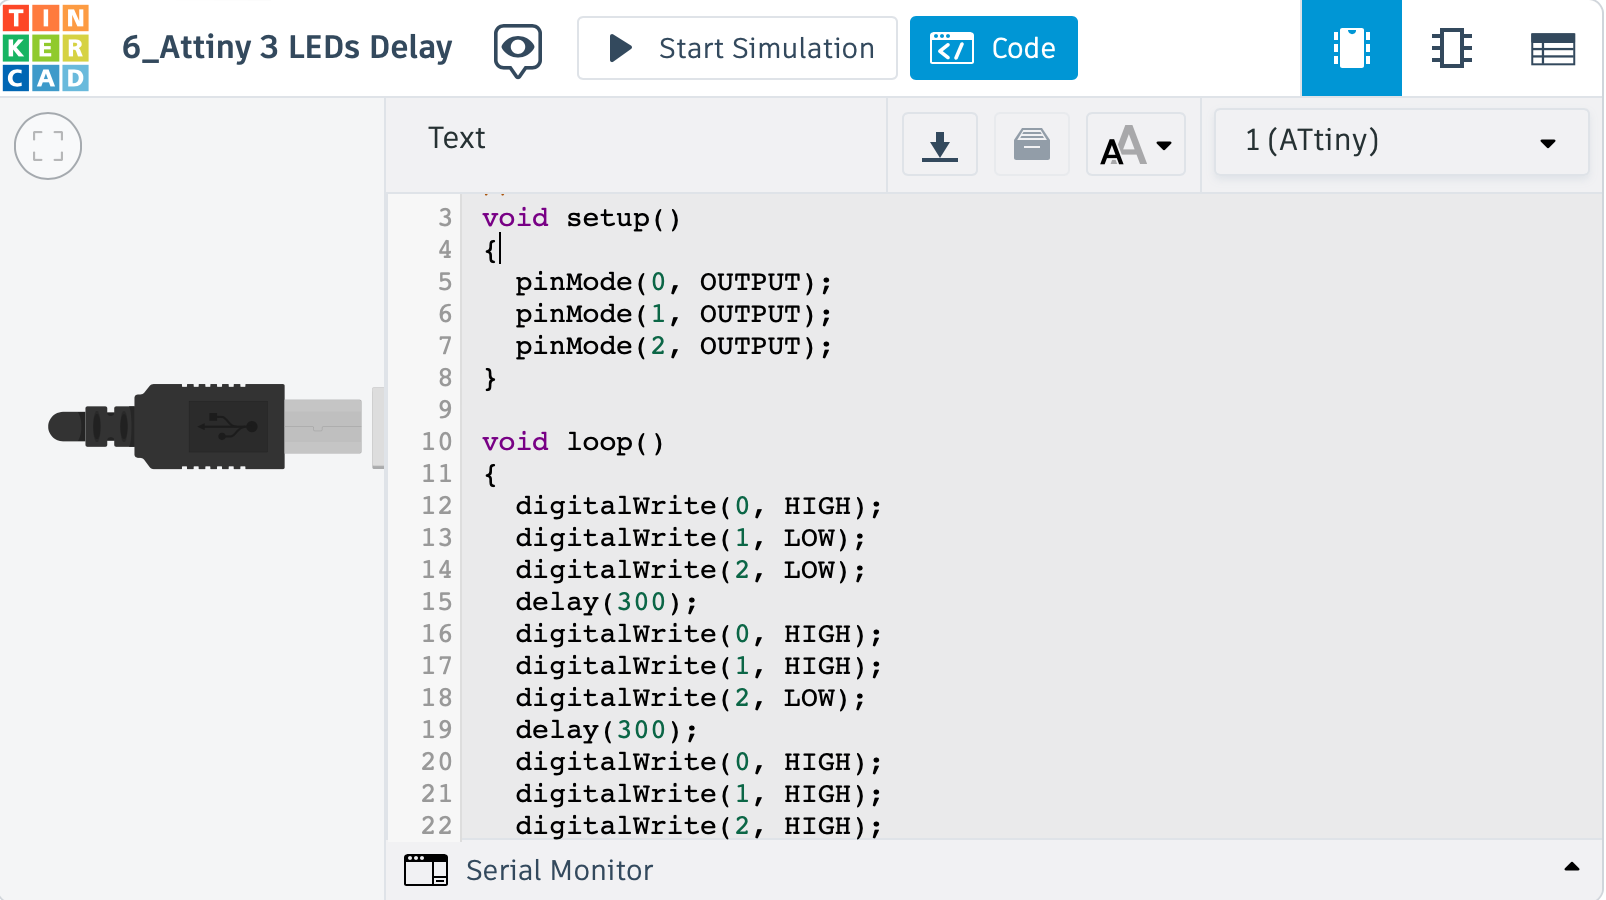 TINKERCAD
6_Attiny 3 LEDs Delay
Start Simulation
Code
Text
1 (ATtiny)
3 void setup()
4 {
5 pinMode(0, OUTPUT);
6 pinMode(1, OUTPUT);
7 pinMode(2, OUTPUT);
8 }
9
10 void loop()
11 {
12 digitalWrite(0, HIGH);
13 digitalWrite(1, LOW);
14 digitalWrite(2, LOW);
15 delay(300);
16 digitalWrite(0, HIGH);
17 digitalWrite(1, HIGH);
18 digitalWrite(2, LOW);
19 delay(300);
20 digitalWrite(0, HIGH);
21 digitalWrite(1, HIGH);
22 digitalWrite(2, HIGH);
Serial Monitor